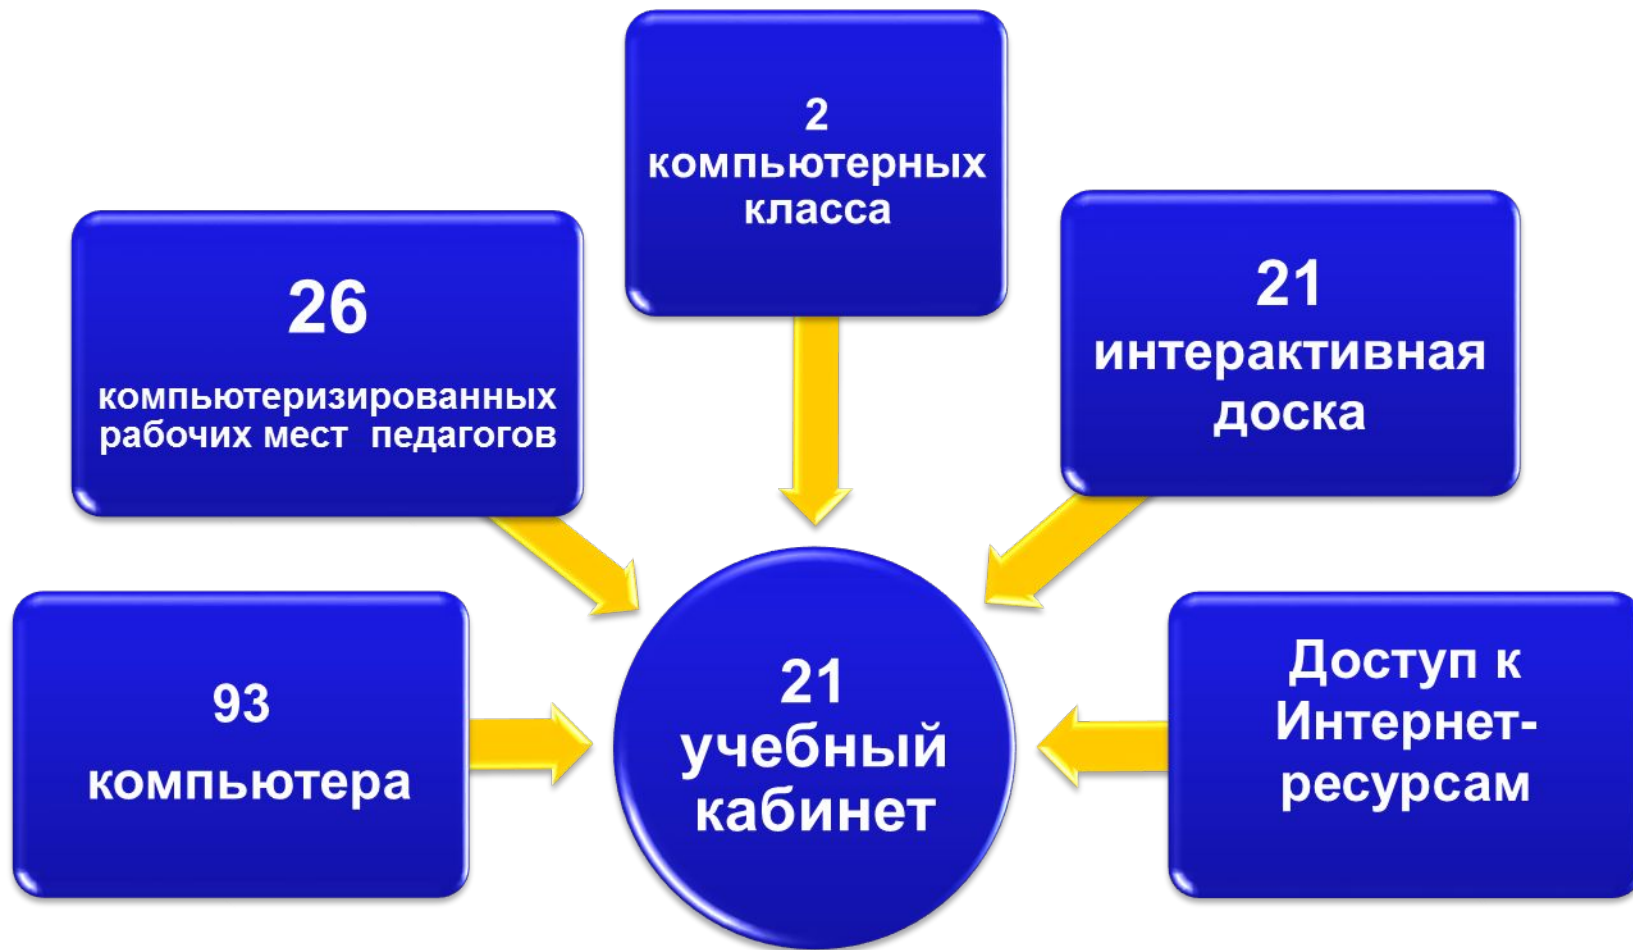 2
компьютерных
класса
26
компьютеризированных
рабочих мест педагогов
21
интерактивная
доска
93
компьютера
21
учебный
кабинет
Доступ к
Интернет-
ресурсам